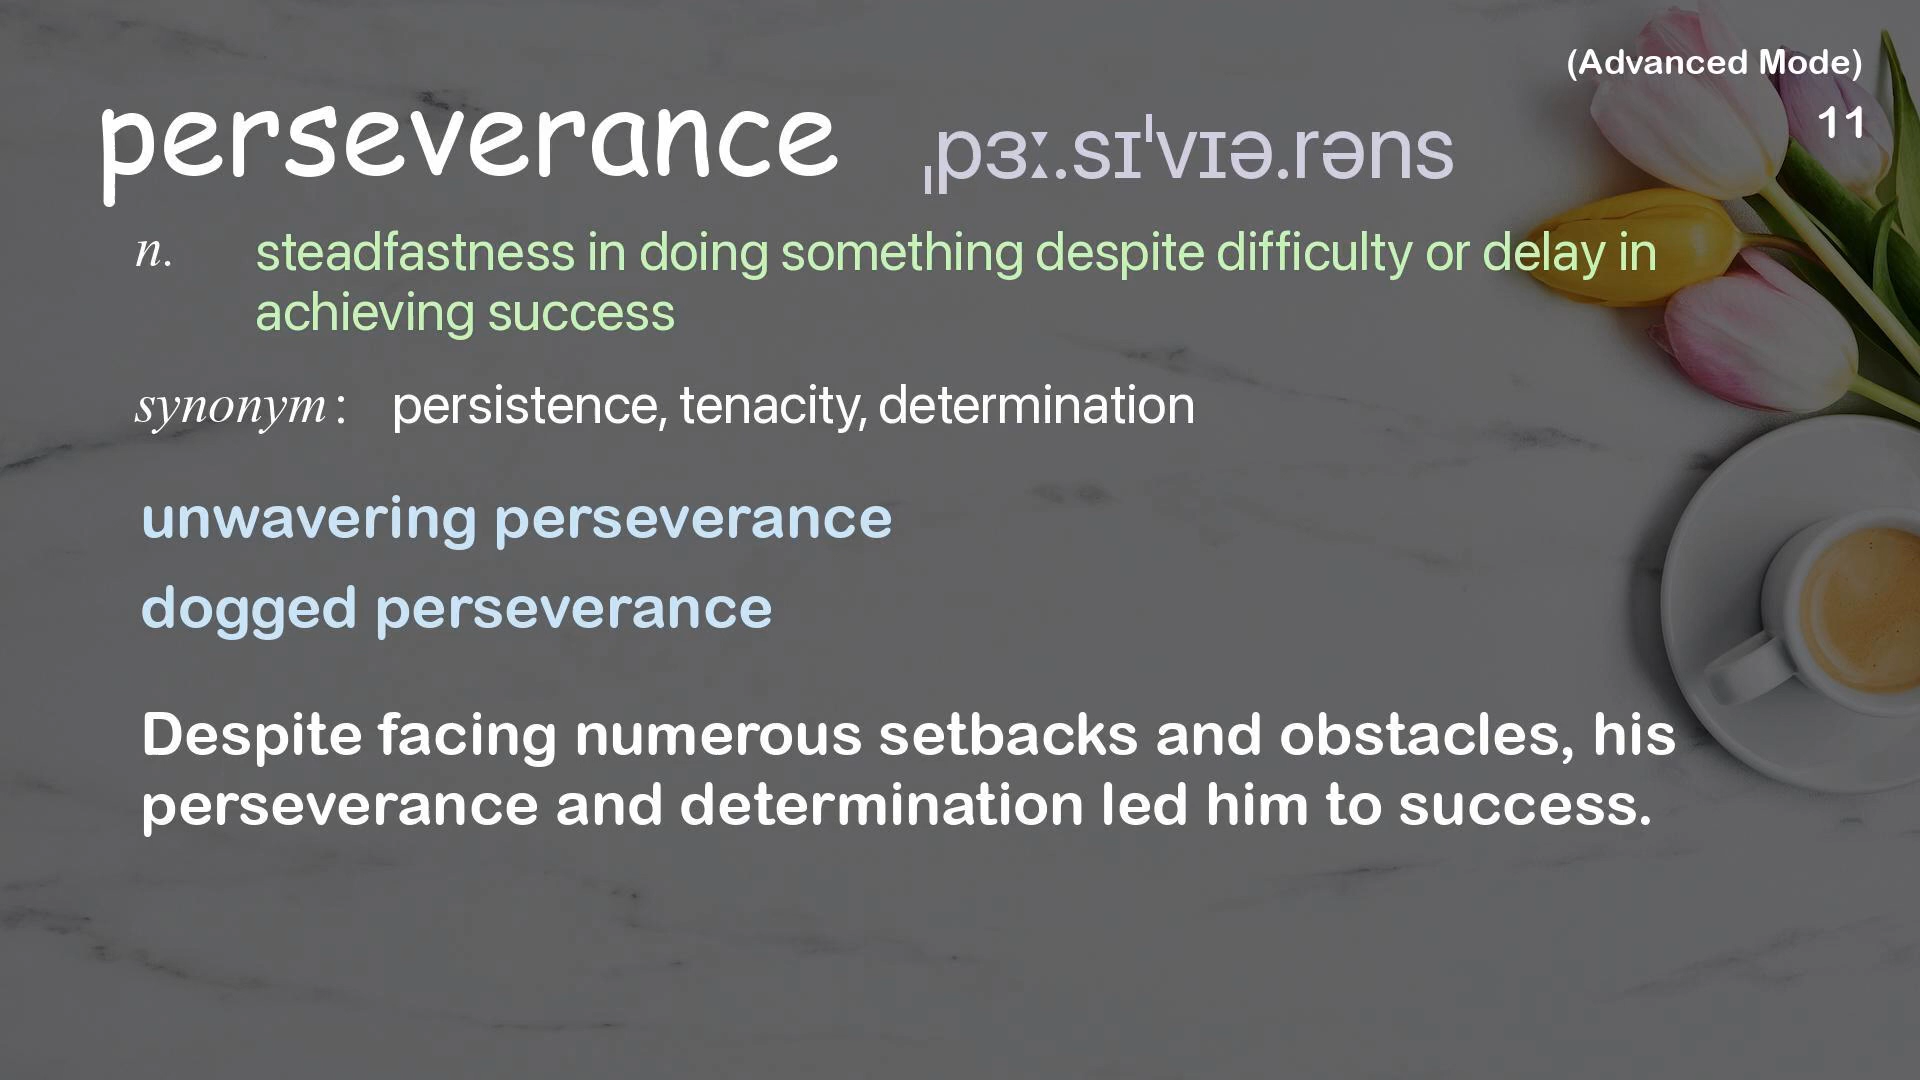 (Advanced Mode)
11
perseverance ˌpɜː.sɪˈvɪə.rəns
n. steadfastness in doing something despite difficulty or delay in
achieving success
synonym: persistence, tenacity, determination
unwavering perseverance
dogged perseverance
Despite facing numerous setbacks and obstacles, his
perseverance and determination led him to success.